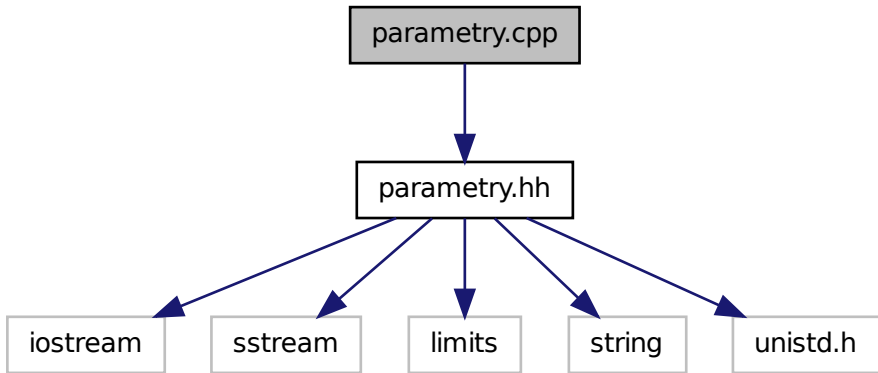 parametry.cpp
parametry.hh
iostream
sstream
limits
string
unistd.h